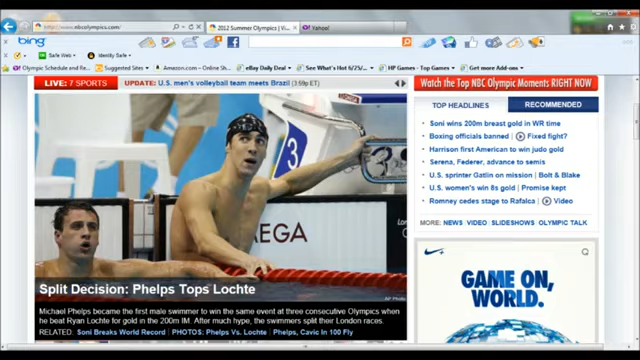 http://www.nbcolympics.com/
2012 Summer Olympics | Vi...
Yahoo!
bing
Safe Web
Identity Safe
Olympic Schedule and Re...
Suggested Sites
Amazon.com – Online Sh...
eBay Daily Deal
See What's Hot 6/25/...
HP Games
Top Games
Get more Add-ons
LIVE: 7 SPORTS
UPDATE: U.S. men's volleyball team meets Brazil (3:59p ET)
Watch the Top NBC Olympic Moments RIGHT NOW
TOP HEADLINES
RECOMMENDED
Soni wins 200m breast gold in WR time
Boxing officials banned | Fixed fight?
Harrison first American to win judo gold
Serena, Federer, advance to semis
U.S. sprinter Gatlin on mission | Bolt & Blake
U.S. women's win 8s gold | Promise kept
Romney cedes stage to Rafalca | Video
MORE: NEWS VIDEO SLIDESHOWS OLYMPIC TALK
3
EGA
AP Photo
Split Decision: Phelps Tops Lochte
Michael Phelps became the first male swimmer to win the same event at three consecutive Olympics when
he beat Ryan Lochte for gold in the 200m IM. After much hype, the swimmers split their London races.
RELATED: Soni Breaks World Record | PHOTOS: Phelps Vs. Lochte | Phelps, Cavic In 100 Fly
GAME ON,
WORLD.